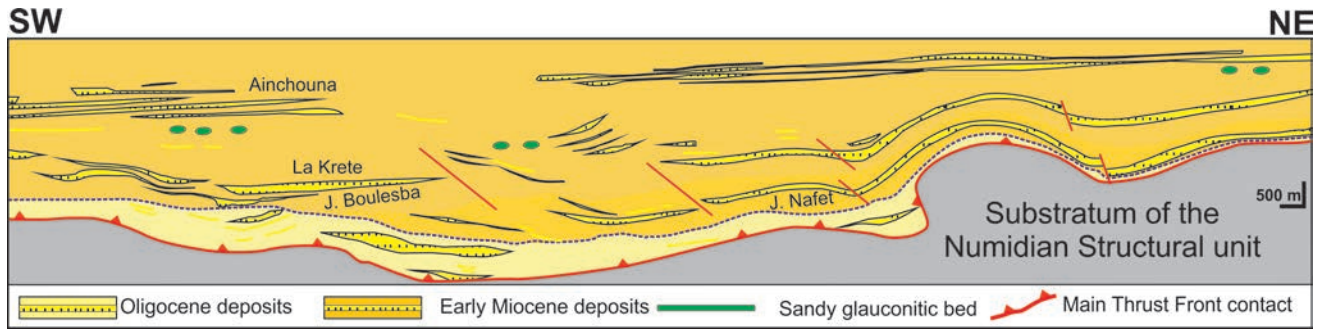 SW
NE
Ainchouna
La Krete
J. Boulesba
J. Nafet
500 m
Substratum of the
Numidian Structural unit
Oligocene deposits
Early Miocene deposits
Sandy glauconitic bed
Main Thrust Front contact